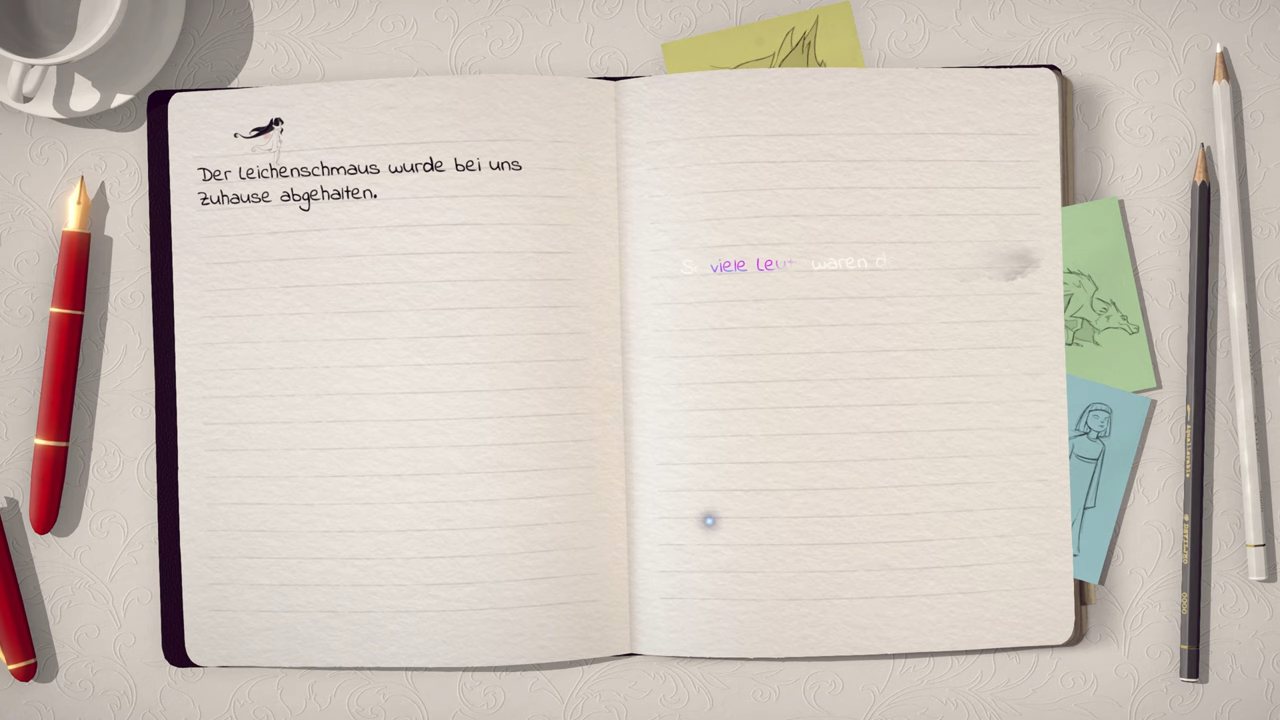 Der Leichenschmaus wurde bei uns
Zuhause abgehalten.
viele waren